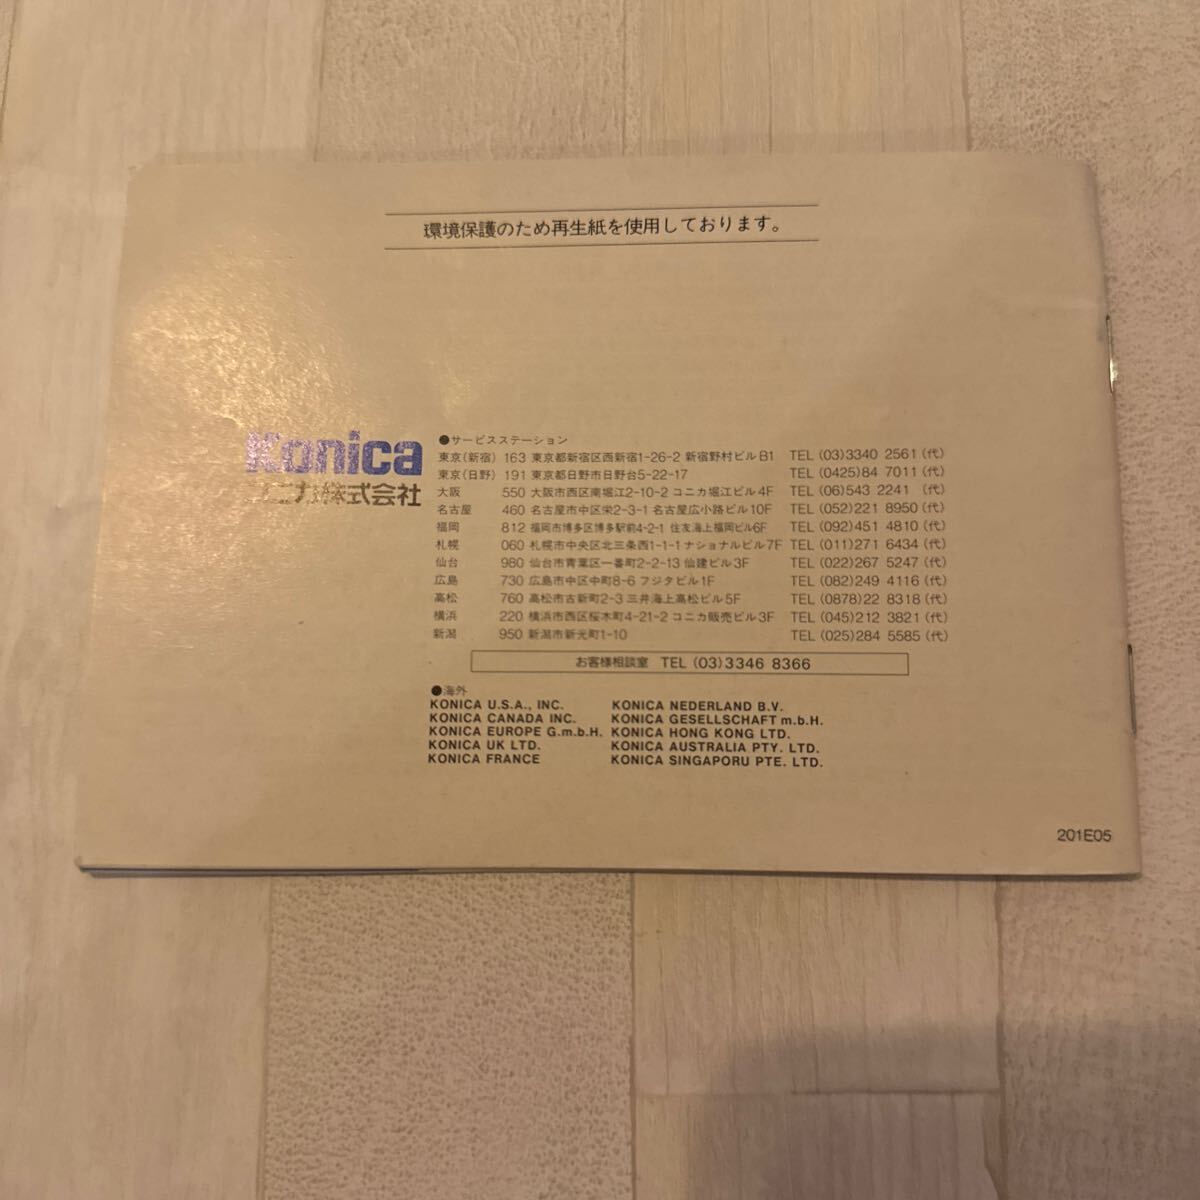 環境保護のため再生紙を使用しております。
Konica
コニカ株式会社
●サービスステーション
東京(新宿) 163 東京都新宿区西新宿1-26-2 新宿野村ビルB1 TEL (03)3340 2561 (代)
東京(日野) 191 東京都日野市日野台5-22-17 TEL (0425)84 7011 (代)
大阪 550 大阪市西区南堀江2-10-2 コニカ堀江ビル4F TEL (06)543 2241 (代)
名古屋 460 名古屋市中区栄2-3-1 名古屋広小路ビル10F TEL (052)221 8950 (代)
福岡 812 福岡市博多区博多駅前4-2-1 住友海上福岡ビル6F TEL (092)451 4810 (代)
札幌 060 札幌市中央区北三条西1-1-1 ナショナルビル7F TEL (011)271 6434 (代)
仙台 980 仙台市青葉区一番町2-2-13 仙建ビル3F TEL (022)267 5247 (代)
広島 730 広島市中区中町8-6 フジタビル1F TEL (082)249 4116 (代)
高松 760 高松市古新町2-3 三井海上高松ビル5F TEL (0878)22 8318 (代)
横浜 220 横浜市西区桜木町4-21-2 コニカ販売ビル3F TEL (045)212 3821 (代)
新潟 950 新潟市新元町1-10 TEL (025)284 5585 (代)
お客様相談室 TEL (03)3346 8366
●海外
KONICA U.S.A., INC. KONICA NEDERLAND B.V.
KONICA CANADA INC. KONICA GESELLSCHAFT m.b.H.
KONICA EUROPE G.m.b.H. KONICA HONG KONG LTD.
KONICA UK LTD. KONICA AUSTRALIA PTY. LTD.
KONICA FRANCE KONICA SINGAPORU PTE. LTD.
201E05